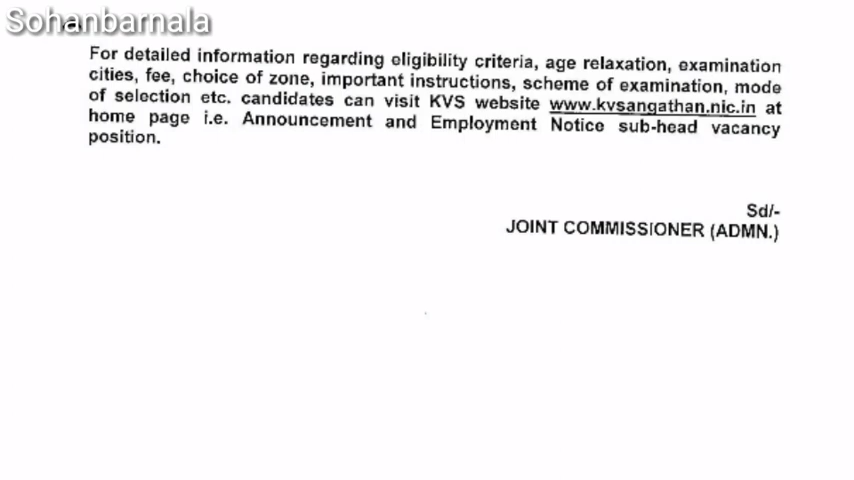 Sohanbarnala
For detailed information regarding eligibility criteria, age relaxation, examination
cities, fee, choice of zone, important instructions, scheme of examination, mode
of selection etc. candidates can visit KVS website www.kvsangathan.nic.in at
home page i.e. Announcement and Employment Notice sub-head vacancy
position.
Sd/-
JOINT COMMISSIONER (ADMN.)